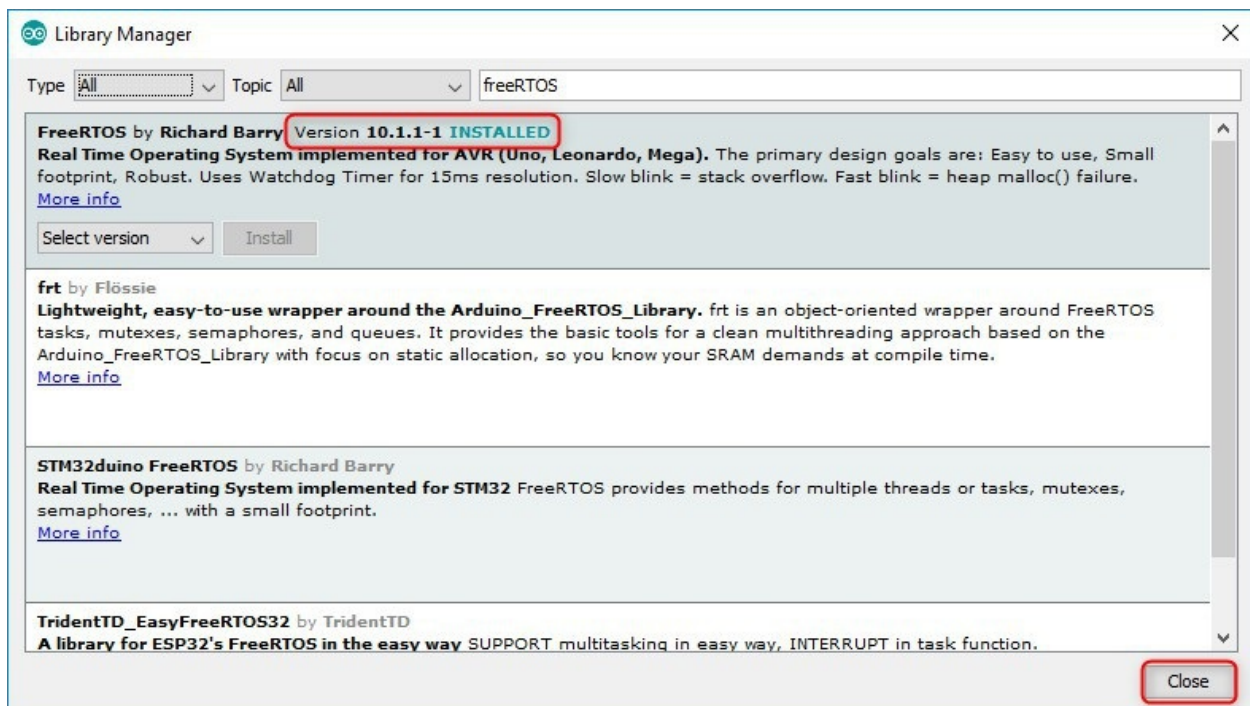 Library Manager
Type All Topic All freeRTOS
FreeRTOS by Richard Barry Version 10.1.1-1 INSTALLED
Real Time Operating System implemented for AVR (Uno, Leonardo, Mega). The primary design goals are: Easy to use, Small
footprint, Robust. Uses Watchdog Timer for 15ms resolution. Slow blink = stack overflow. Fast blink = heap malloc() failure.
More info
Select version Install
frt by Flössie
Lightweight, easy-to-use wrapper around the Arduino_FreeRTOS_Library. frt is an object-oriented wrapper around FreeRTOS
tasks, mutexes, semaphores, and queues. It provides the basic tools for a clean multithreading approach based on the
Arduino_FreeRTOS_Library with focus on static allocation, so you know your SRAM demands at compile time.
More info
STM32duino FreeRTOS by Richard Barry
Real Time Operating System implemented for STM32 FreeRTOS provides methods for multiple threads or tasks, mutexes,
semaphores, ... with a small footprint.
More info
TridentTD_EasyFreeRTOS32 by TridentTD
A library for ESP32's FreeRTOS in the easy way SUPPORT multitasking in easy way, INTERRUPT in task function.
Close